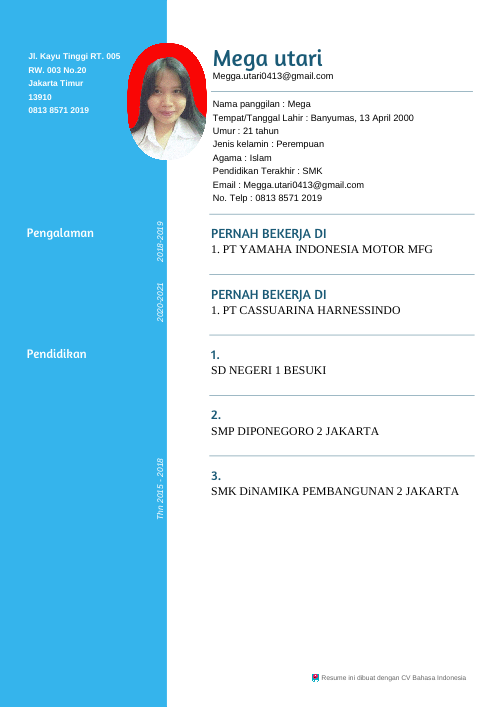 Jl. Kayu Tinggi RT. 005
RW. 003 No.20
Jakarta Timur
13910
0813 8571 2019
Mega utari
Megga.utari0413@gmail.com
Nama panggilan : Mega
Tempat/Tanggal Lahir : Banyumas, 13 April 2000
Umur : 21 tahun
Jenis kelamin : Perempuan
Agama : Islam
Pendidikan Terakhir : SMK
Email : Megga.utari0413@gmail.com
No. Telp : 0813 8571 2019
Pengalaman
2018-2019
PERNAH BEKERJA DI
1. PT YAMAHA INDONESIA MOTOR MFG
2020-2021
PERNAH BEKERJA DI
1. PT CASSUARINA HARNESSINDO
Pendidikan
1.
SD NEGERI 1 BESUKI
2.
SMP DIPONEGORO 2 JAKARTA
Thn 2015 - 2018
3.
SMK DiNAMIKA PEMBANGUNAN 2 JAKARTA
Resume ini dibuat dengan CV Bahasa Indonesia